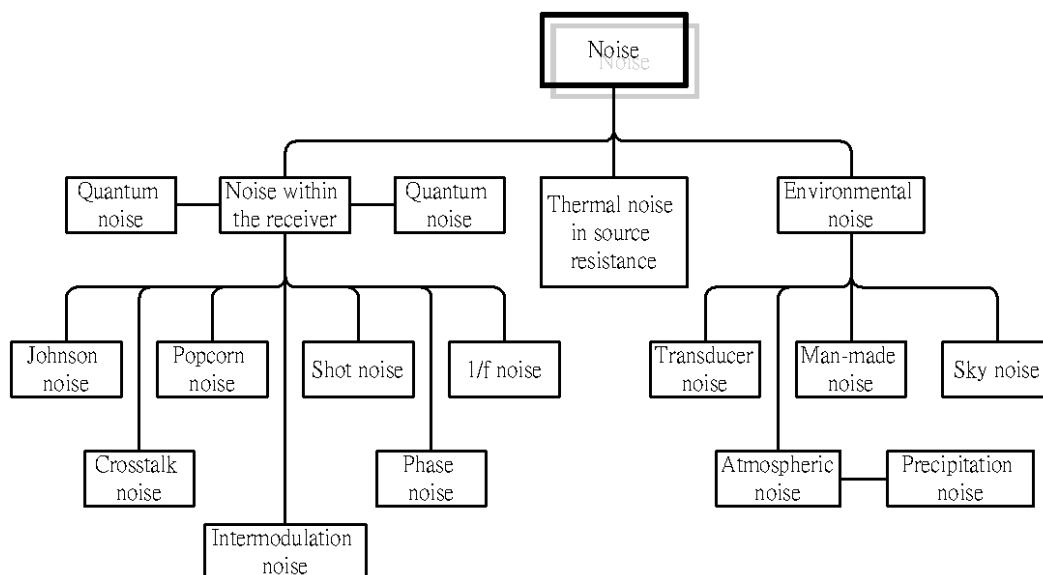 Noise
Noise
Quantum
noise
Noise within
the receiver
Quantum
noise
Thermal noise
in source
resistance
Environmental
noise
Johnson
noise
Popcorn
noise
Shot noise
1/f noise
Transducer
noise
Man-made
noise
Sky noise
Crosstalk
noise
Phase
noise
Atmospheric
noise
Precipitation
noise
Intermodulation
noise